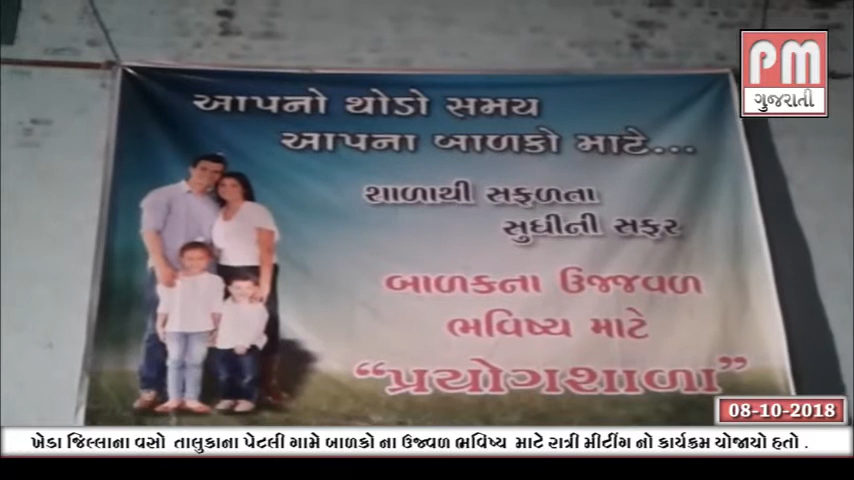 PM
ગુજરાતી
આપનો થોડો સમય
આપના બાળકો માટે...
શાળાથી સફળતા
સુધીની સફર
બાળકના ઉજ્જવળ
ભવિષ્ય માટે
“પ્રયોગશાળા”
08-10-2018
ખેડા જિલ્લાના વસો તાલુકાના પેટલી ગામે બાળકો ના ઉજ્વળ ભવિષ્ય માટે રાત્રી મીટીંગ નો કાર્યક્રમ યોજાયો હતો .